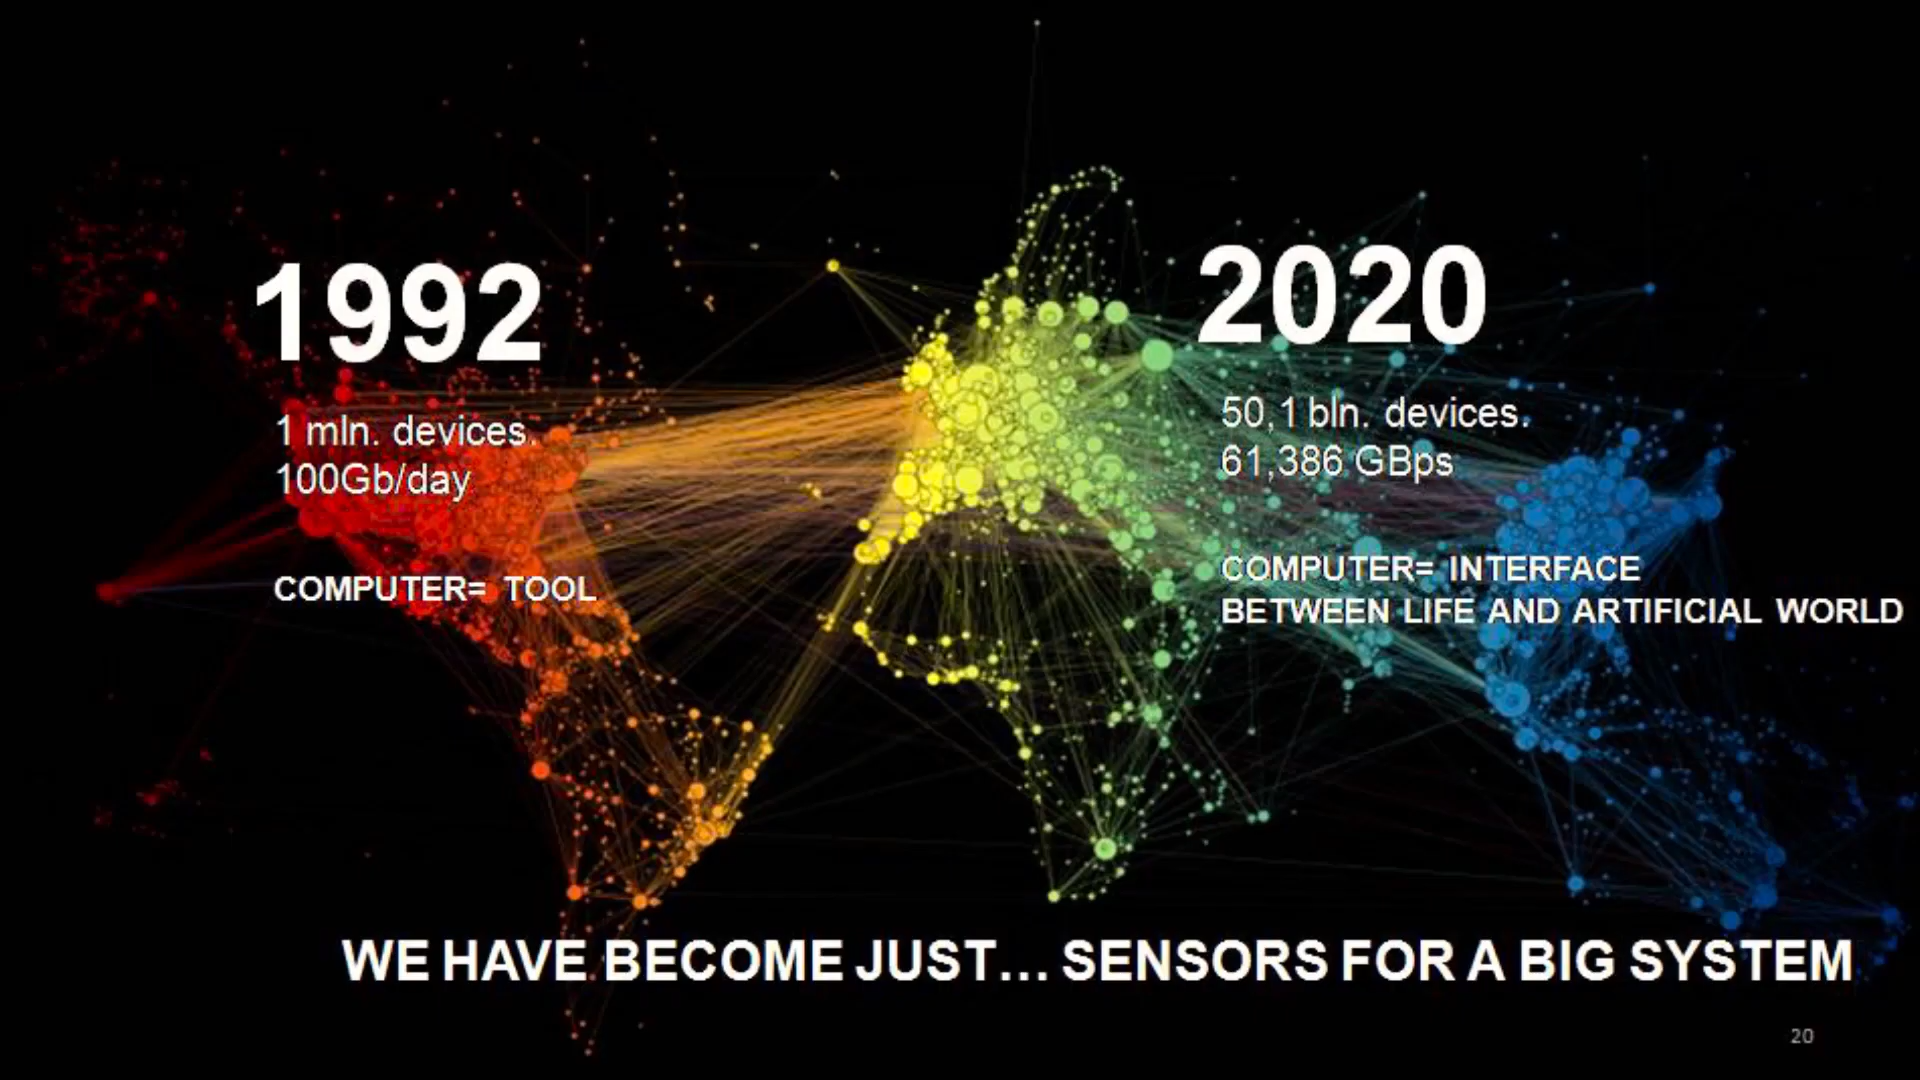 1992
1 mln. devices.
100Gb/day
COMPUTER= TOOL
2020
50,1 bln. devices.
61,386 GBps
COMPUTER= INTERFACE
BETWEEN LIFE AND ARTIFICIAL WORLD
WE HAVE BECOME JUST... SENSORS FOR A BIG SYSTEM
20